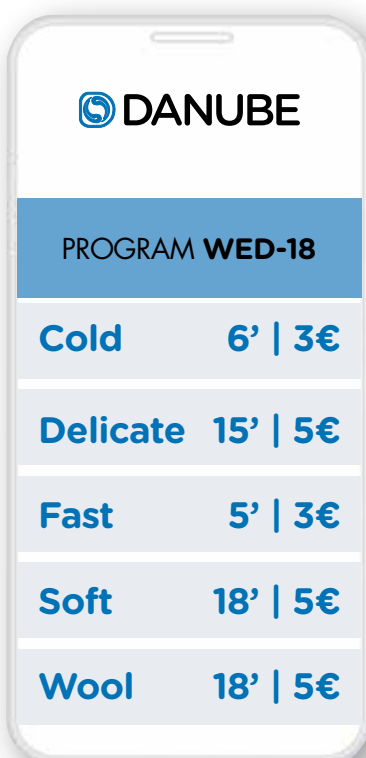 DANUBE
PROGRAM WED-18
Cold 6’ | 3€
Delicate 15’ | 5€
Fast 5’ | 3€
Soft 18’ | 5€
Wool 18’ | 5€